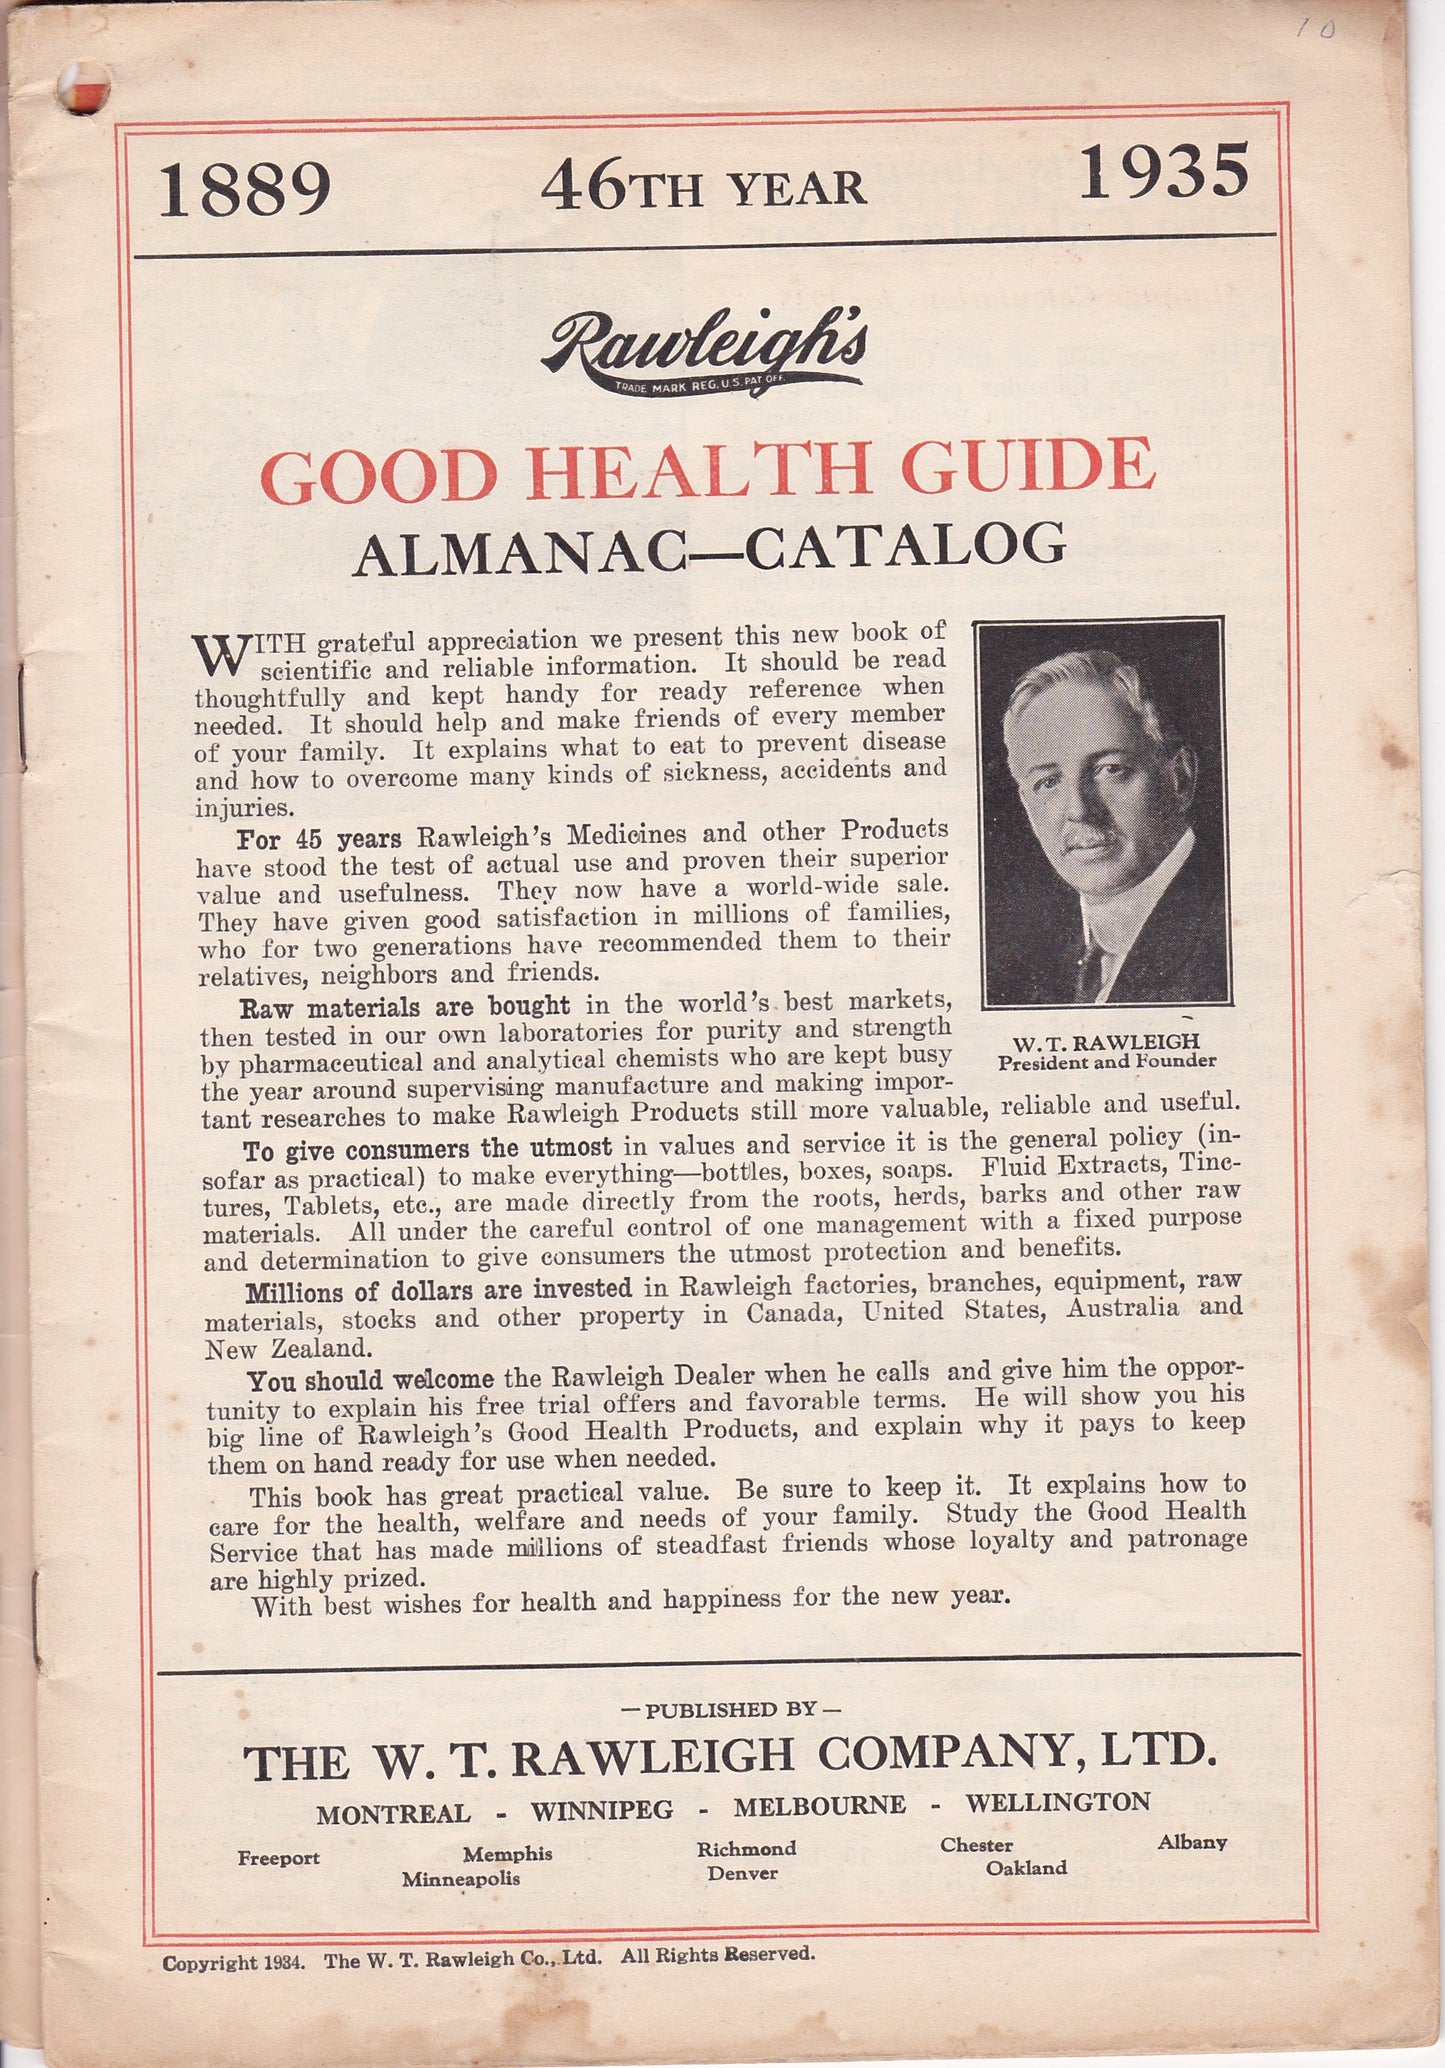 10
1889 46TH YEAR 1935
Rawleigh's
TRADE MARK REG. U.S. PAT. OFF.
GOOD HEALTH GUIDE
ALMANAC—CATALOG
WITH grateful appreciation we present this new book of
scientific and reliable information. It should be read
thoughtfully and kept handy for ready reference when
needed. It should help and make friends of every member
of your family. It explains what to eat to prevent disease
and how to overcome many kinds of sickness, accidents and
injuries.
For 45 years Rawleigh's Medicines and other Products
have stood the test of actual use and proven their superior
value and usefulness. They now have a world-wide sale.
They have given good satisfaction in millions of families,
who for two generations have recommended them to their
relatives, neighbors and friends.
Raw materials are bought in the world's best markets,
then tested in our own laboratories for purity and strength
by pharmaceutical and analytical chemists who are kept busy
the year around supervising manufacture and making impor-
tant researches to make Rawleigh Products still more valuable, reliable and useful.
W. T. RAWLEIGH
President and Founder
To give consumers the utmost in values and service it is the general policy (in-
sofar as practical) to make everything—bottles, boxes, soaps. Fluid Extracts, Tinc-
tures, Tablets, etc., are made directly from the roots, herds, barks and other raw
materials. All under the careful control of one management with a fixed purpose
and determination to give consumers the utmost protection and benefits.
Millions of dollars are invested in Rawleigh factories, branches, equipment, raw
materials, stocks and other property in Canada, United States, Australia and
New Zealand.
You should welcome the Rawleigh Dealer when he calls and give him the oppor-
tunity to explain his free trial offers and favorable terms. He will show you his
big line of Rawleigh's Good Health Products, and explain why it pays to keep
them on hand ready for use when needed.
This book has great practical value. Be sure to keep it. It explains how to
care for the health, welfare and needs of your family. Study the Good Health
Service that has made millions of steadfast friends whose loyalty and patronage
are highly prized.
With best wishes for health and happiness for the new year.
—PUBLISHED BY—
THE W. T. RAWLEIGH COMPANY, LTD.
MONTREAL - WINNIPEG - MELBOURNE - WELLINGTON
Freeport Memphis Richmond Chester Albany
Minneapolis Denver Oakland
Copyright 1934. The W. T. Rawleigh Co., Ltd. All Rights Reserved.